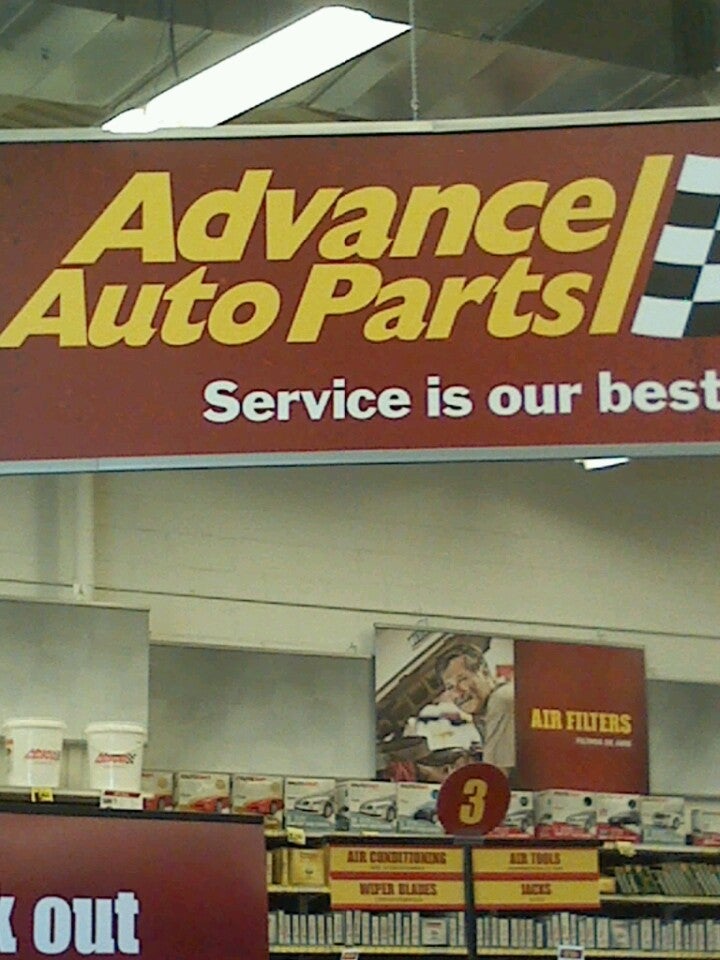 Advance
Auto Parts
Service is our best
AIR FILTERS
3
AIR CONDITIONING
WIPER BLADES
AIR TOOLS
JACKS
k out